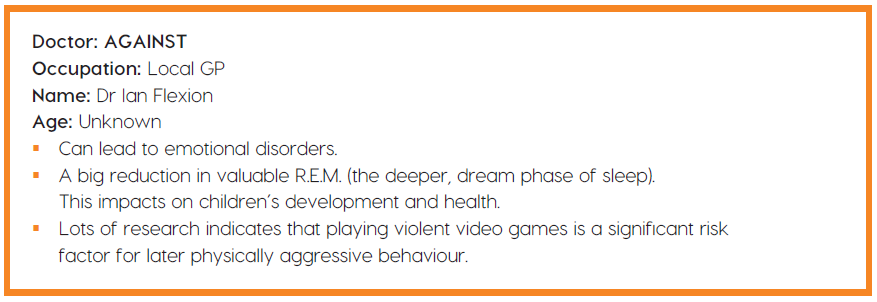 Doctor: AGAINST
Occupation: Local GP
Name: Dr Ian Flexion
Age: Unknown
▪ Can lead to emotional disorders.
▪ A big reduction in valuable R.E.M. (the deeper, dream phase of sleep).
This impacts on children’s development and health.
▪ Lots of research indicates that playing violent video games is a significant risk
factor for later physically aggressive behaviour.